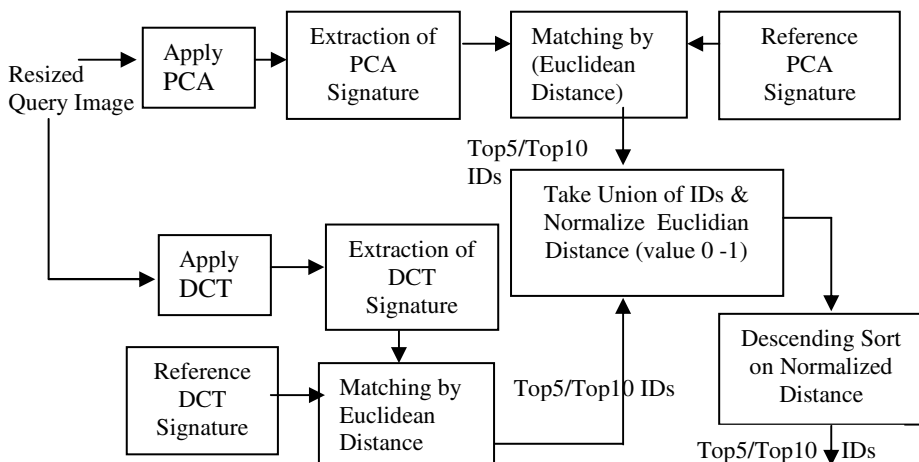 Resized
Query Image
Apply
PCA
Extraction of
PCA
Signature
Matching by
(Euclidean
Distance)
Reference
PCA
Signature
Top5/Top10
IDs
Take Union of IDs &
Normalize Euclidian
Distance (value 0 -1)
Apply
DCT
Extraction of
DCT
Signature
Reference
DCT
Signature
Matching by
Euclidean
Distance
Top5/Top10 IDs
Descending Sort
on Normalized
Distance
Top5/Top10 IDs